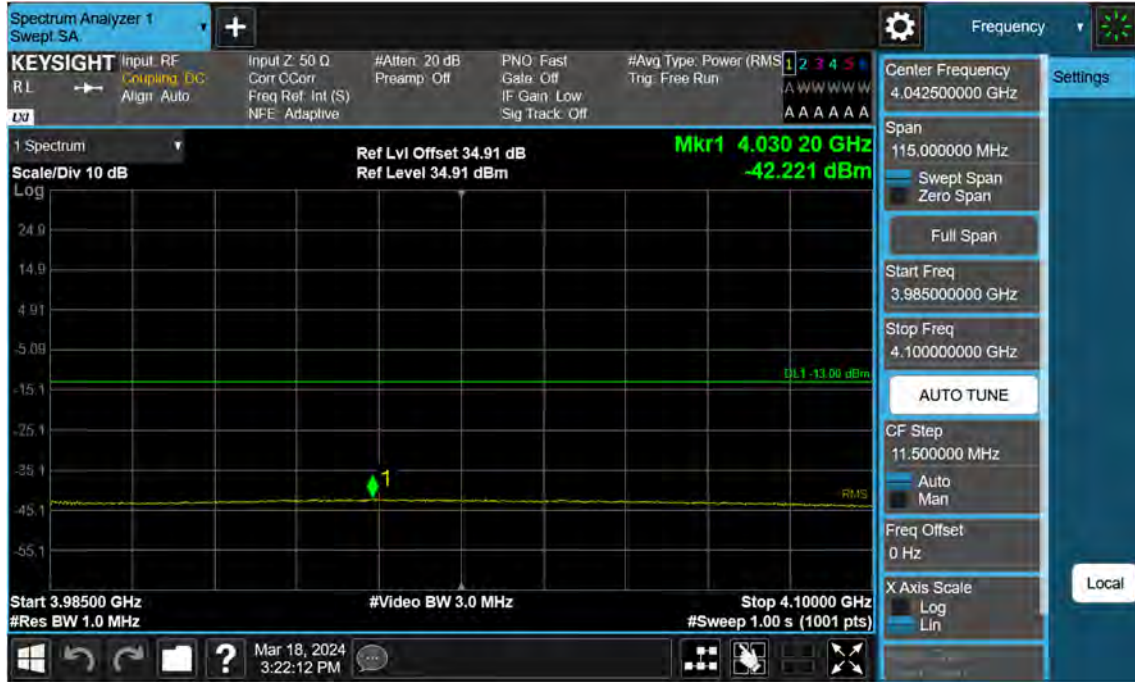 Spectrum Analyzer 1
Swept SA
+
Frequency
KEYSIGHT
RL
LXI
Input: RF
Coupling: DC
Align: Auto
Input Z: 50 Ω
Corr CCorr
Freq Ref: Int (S)
NFE: Adaptive
#Atten: 20 dB
Preamp: Off
PNO: Fast
Gate: Off
IF Gain: Low
Sig Track: Off
#Avg Type: Power (RMS
Trig: Free Run
1 2 3 4 5 6
A W W W W W
A A A A A A
1 Spectrum
Scale/Div 10 dB
Log
Ref Lvl Offset 34.91 dB
Ref Level 34.91 dBm
Mkr1 4.030 20 GHz
-42.221 dBm
24.9
14.9
4.91
-5.09
-15.1
-25.1
-35.1
-45.1
-55.1
DL1 -13.00 dBm
1
RMS
Start 3.98500 GHz
#Res BW 1.0 MHz
#Video BW 3.0 MHz
Stop 4.10000 GHz
#Sweep 1.00 s (1001 pts)
?
Mar 18, 2024
3:22:12 PM
Center Frequency
4.042500000 GHz
Span
115.000000 MHz
Swept Span
Zero Span
Full Span
Start Freq
3.985000000 GHz
Stop Freq
4.100000000 GHz
AUTO TUNE
CF Step
11.500000 MHz
Auto
Man
Freq Offset
0 Hz
X Axis Scale
Log
Lin
Settings
Local